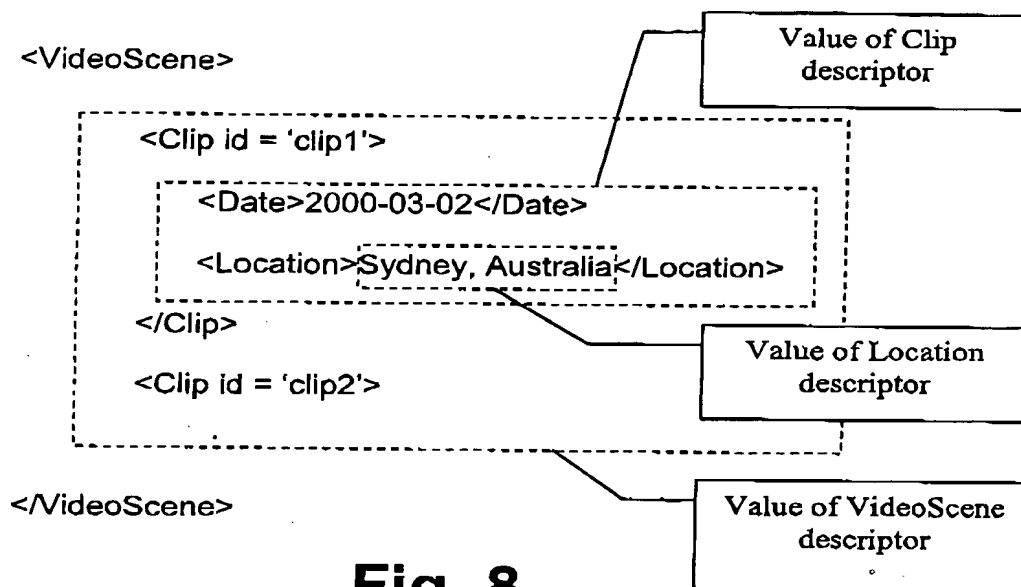 Value of Clip
descriptor
<VideoScene>
<Clip id = 'clip1'>
<Date>2000-03-02</Date>
<Location>Sydney, Australia</Location>
</Clip>
Value of Location
descriptor
<Clip id = 'clip2'>
</VideoScene>
Value of VideoScene
descriptor
Fig. 8